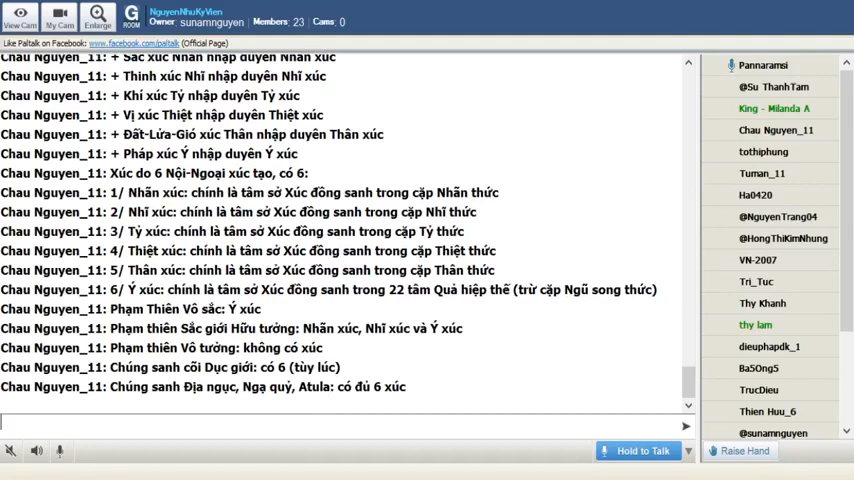 NguyenNhuKyVien
Owner: sunamnguyen Members: 23 Cams: 0
View Cam
My Cam
Enlarge
G
ROOM
Like Paltalk on Facebook: www.facebook.com/paltalk (Official Page)
Chau Nguyen_11: + Sắc xúc Nhãn nhập duyên Nhãn xúc
Chau Nguyen_11: + Thinh xúc Nhĩ nhập duyên Nhĩ xúc
Chau Nguyen_11: + Khí xúc Tỷ nhập duyên Tỷ xúc
Chau Nguyen_11: + Vị xúc Thiệt nhập duyên Thiệt xúc
Chau Nguyen_11: + Đất-Lửa-Gió xúc Thân nhập duyên Thân xúc
Chau Nguyen_11: + Pháp xúc Ý nhập duyên Ý xúc
Chau Nguyen_11: Xúc do 6 Nội-Ngoại xúc tạo, có 6:
Chau Nguyen_11: 1/ Nhãn xúc: chính là tâm sở Xúc đồng sanh trong cặp Nhãn thức
Chau Nguyen_11: 2/ Nhĩ xúc: chính là tâm sở Xúc đồng sanh trong cặp Nhĩ thức
Chau Nguyen_11: 3/ Tỷ xúc: chính là tâm sở Xúc đồng sanh trong cặp Tỷ thức
Chau Nguyen_11: 4/ Thiệt xúc: chính là tâm sở Xúc đồng sanh trong cặp Thiệt thức
Chau Nguyen_11: 5/ Thân xúc: chính là tâm sở Xúc đồng sanh trong cặp Thân thức
Chau Nguyen_11: 6/ Ý xúc: chính là tâm sở Xúc đồng sanh trong 22 tâm Quả hiệp thế (trừ cặp Ngũ song thức)
Chau Nguyen_11: Phạm Thiên Vô sắc: Ý xúc
Chau Nguyen_11: Phạm thiên Sắc giới Hữu tưởng: Nhãn xúc, Nhĩ xúc và Ý xúc
Chau Nguyen_11: Phạm thiên Vô tưởng: không có xúc
Chau Nguyen_11: Chúng sanh cõi Dục giới: có 6 (tùy lúc)
Chau Nguyen_11: Chúng sanh Địa ngục, Ngạ quỷ, Atula: có đủ 6 xúc
Pannaramsi
@Su ThanhTam
King - Milanda A
Chau Nguyen_11
tothiphung
Tuman_11
Ha0420
@NguyenTrang04
@HongThiKimNhung
VN-2007
Tri_Tuc
Thy Khanh
thy lam
dieuphapdk_1
Ba5Ong5
TrucDieu
Thien Huu_6
@sunamnguyen
Hold to Talk
Raise Hand